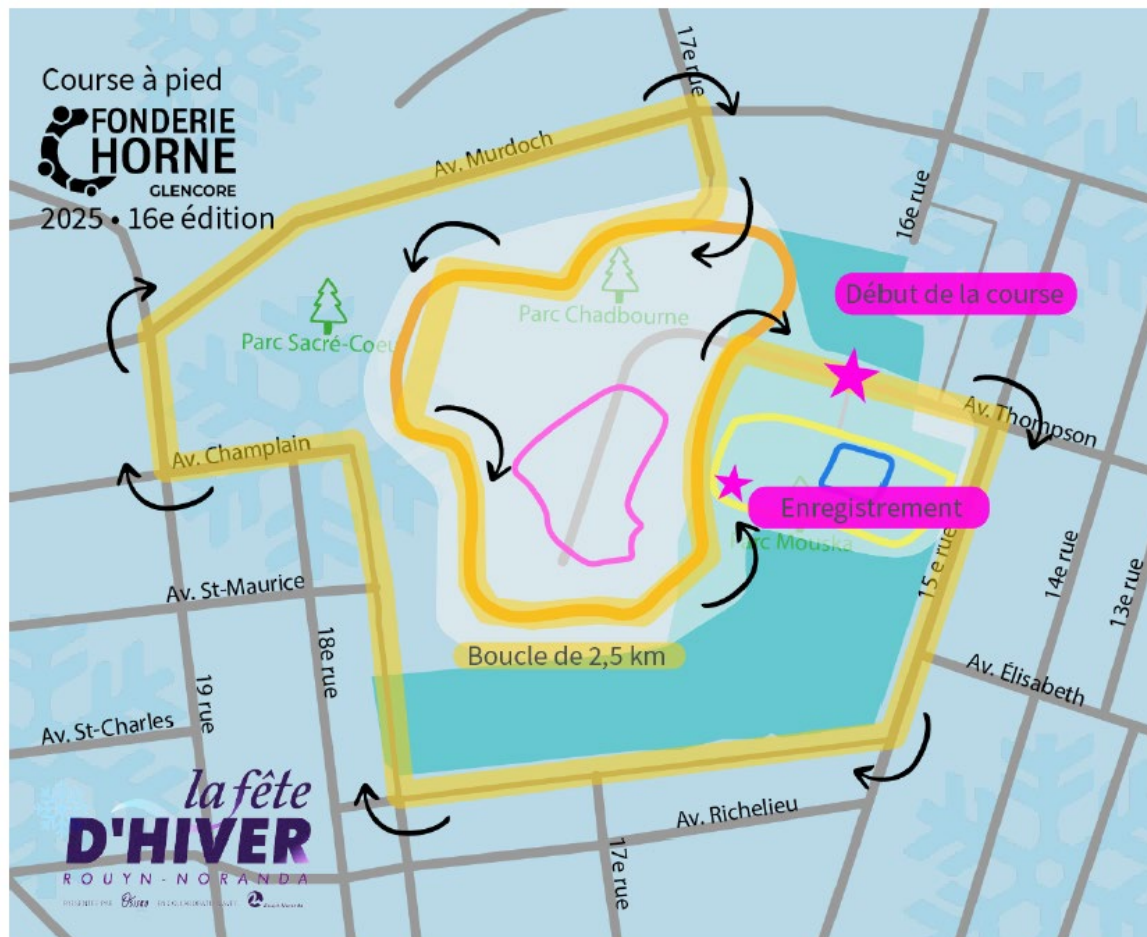 Course à pied
FONDERIE
HORNE
GLENCORE
2025 • 16e édition
17e rue
Av. Murdoch
16e rue
Début de la course
Parc Chadbourne
Parc Sacré-Coeu
Av. Thompson
Av. Champlain
Enregistrement
Parc Mouska
15 e rue
14e rue
13e rue
Av. St-Maurice
18e rue
Boucle de 2,5 km
Av. Élisabeth
19 rue
Av. St-Charles
la fête
D'HIVER
ROUYN-NORANDA
Av. Richelieu
17e rue